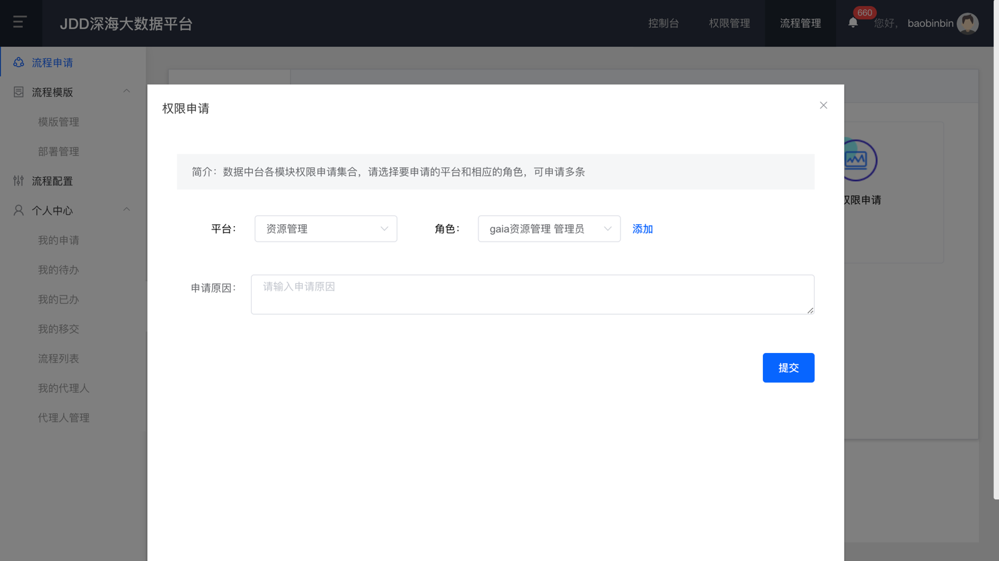 JDD深海大数据平台
控制台
权限管理
流程管理
660
您好，
baobinbin
流程申请
流程模版
模版管理
部署管理
流程配置
个人中心
我的申请
我的待办
我的已办
我的移交
流程列表
我的代理人
代理人管理
权限申请
简介：数据中台各模块权限申请集合，请选择要申请的平台和相应的角色，可申请多条
平台：
资源管理
角色：
gaia资源管理 管理员
添加
申请原因：
请输入申请原因
提交
权限申请